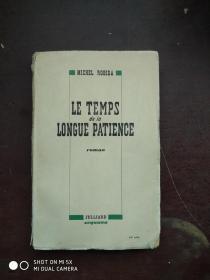 MICHEL ROBIDA
LE TEMPS
de la
LONGUE PATIENCE
roman
JULLIARD
SHOT ON MI 5X
MI DUAL CAMERA